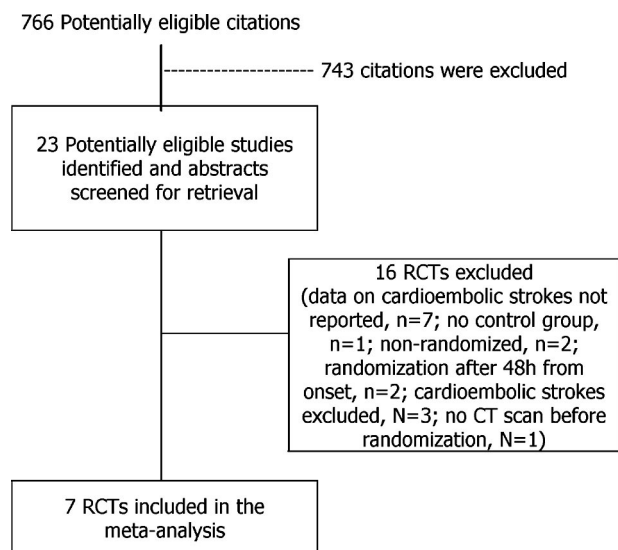 766 Potentially eligible citations
743 citations were excluded
23 Potentially eligible studies
identified and abstracts
screened for retrieval
16 RCTs excluded
(data on cardioembolic strokes not
reported, n=7; no control group,
n=1; non-randomized, n=2;
randomization after 48h from
onset, n=2; cardioembolic strokes
excluded, N=3; no CT scan before
randomization, N=1)
7 RCTs included in the
meta-analysis